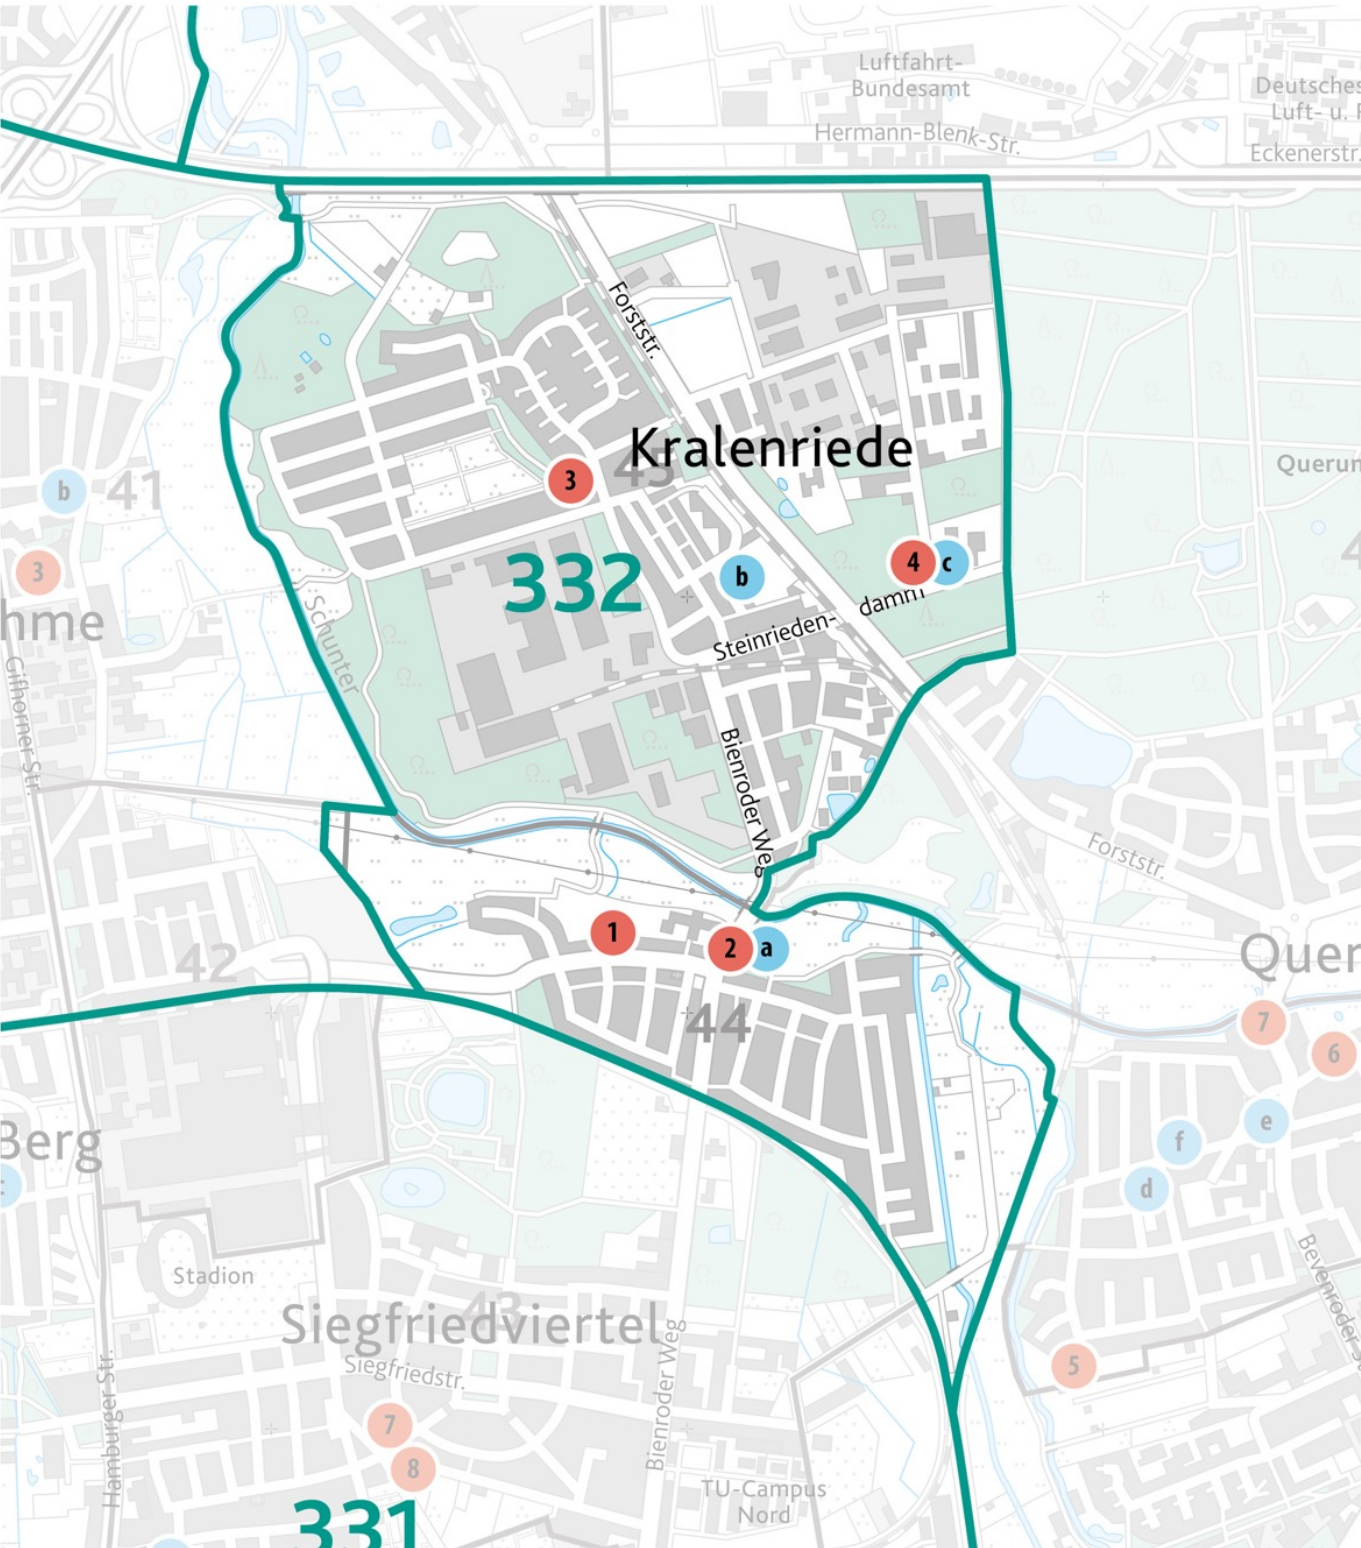 Luftfahrt-
Bundesamt
Deutsches
Luft- u. F
Hermann-Blenk-Str.
Eckenerstr.
Forststr.
Kralenriede
45
Querum
b
41
3
3
332
b
4
c
damm
Steinrieden-
hme
Schunter
Gifhorner Str.
Bienroder Weg
Forststr.
42
1
2
a
44
Quer
7
6
Berg
e
f
d
Stadion
43
Siegfriedviertel
Siegfriedstr.
Bienroder Weg
Hamburger Str.
Bevenroder S
5
7
8
TU-Campus
Nord
331